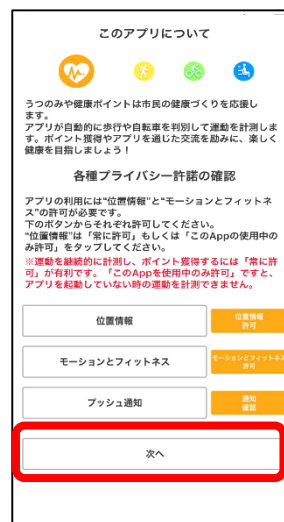 このアプリについて
うつのみや健康ポイントは市民の健康づくりを応援し
ます。
アプリが自動的に歩行や自転車を判別して運動を計測しま
す。ポイント獲得やアプリを通じた交流を励みに、楽しく
健康を目指しましょう！
各種プライバシー許諾の
確認
アプリの利用には“位置情報”と“モーションとフィットネ
ス”の許可が必要です。
下のボタンからそれぞれ許可してください。
“位置情報”は「常に許可」もしくは「このAppの使用中の
み許可」をタップしてください。
※運動を継続的に計測し、ポイント獲得するには「常に許
可」が有利です。「このAppを使用中のみ許可」ですと、
アプリを起動していない時の運動を計測できません。
位置情報
位置情報
許可
モーションとフィットネス
モーションとフィットネス
許可
プッシュ通知
通知
確認
次へ